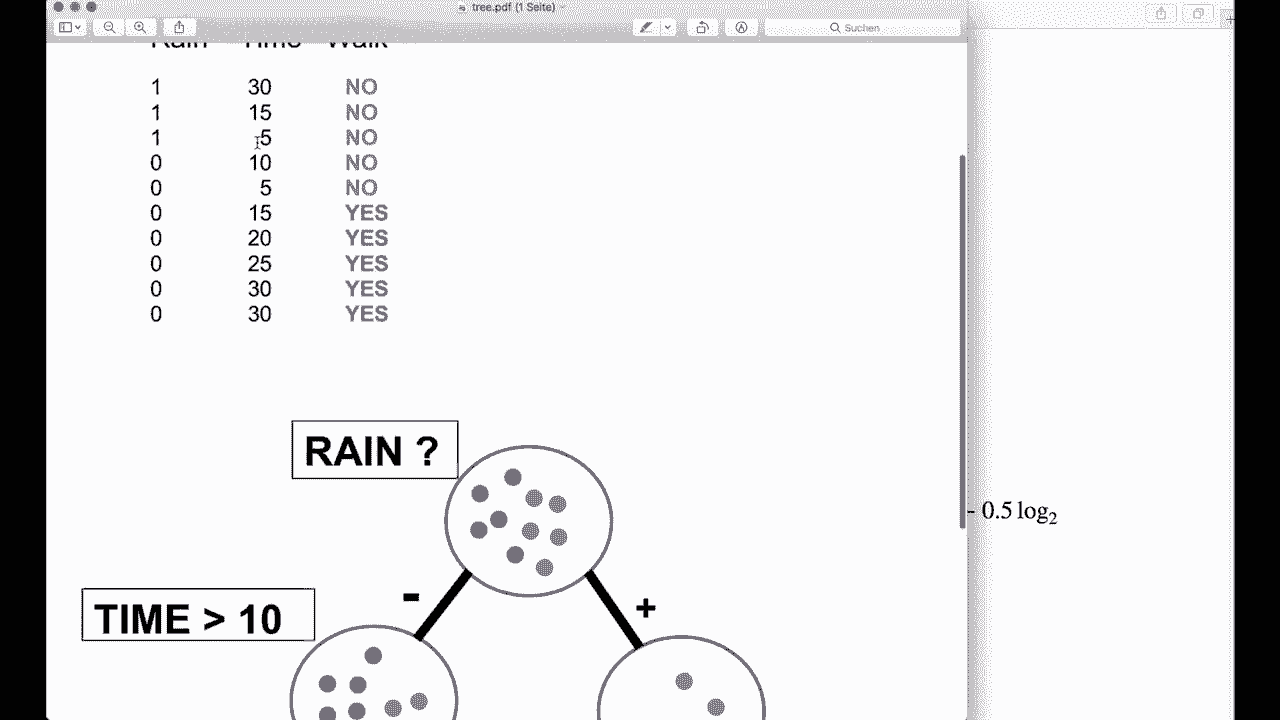 tree.pdf (1 Seite)
Suchen
Rain Time Walk
1 30 NO
1 15 NO
1 5 NO
0 10 NO
0 5 NO
0 15 YES
0 20 YES
0 25 YES
0 30 YES
0 30 YES
RAIN ?
- 0.5 log2
- +
TIME > 10